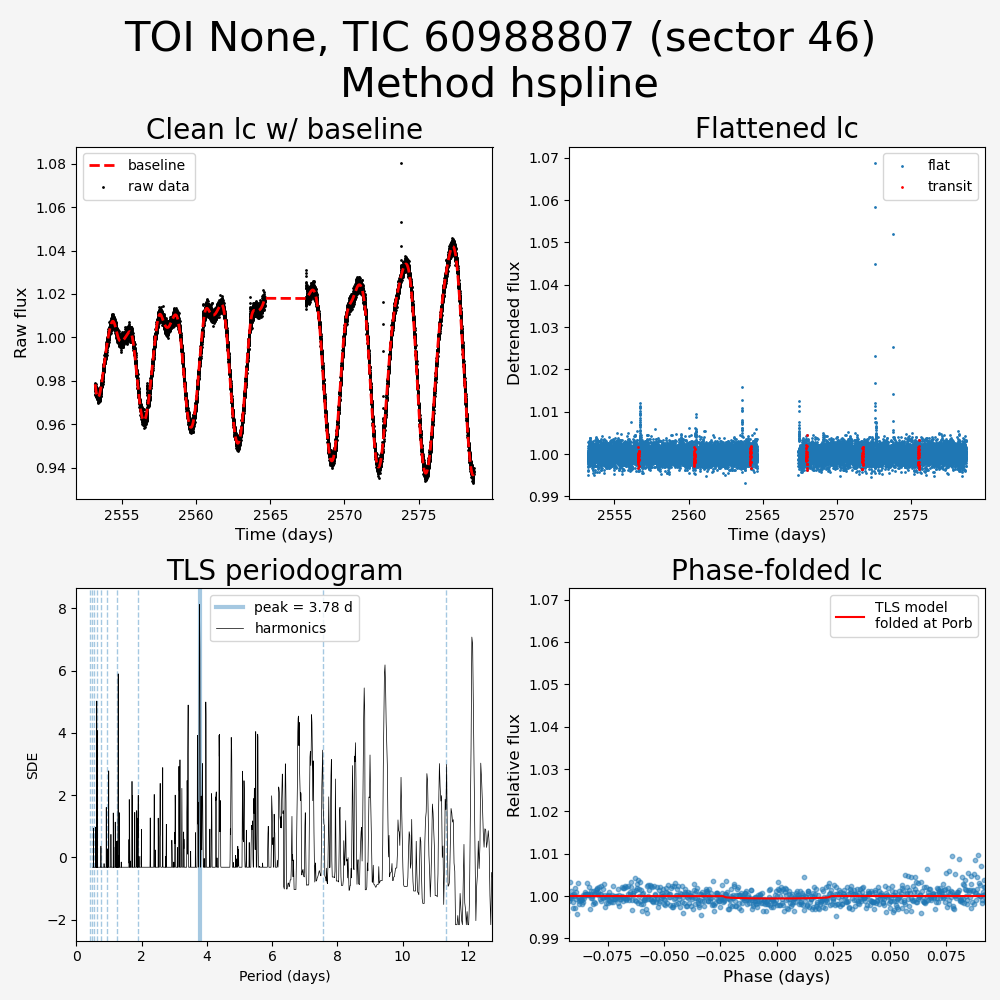 TOI None, TIC 60988807 (sector 46)
Method hspline
Clean lc w/ baseline
baseline
raw data
1.08
1.06
1.04
1.02
1.00
0.98
0.96
0.94
Raw flux
2555
2560
2565
2570
2575
Time (days)
Flattened lc
flat
transit
1.07
1.06
1.05
1.04
1.03
1.02
1.01
1.00
0.99
Detrended flux
2555
2560
2565
2570
2575
Time (days)
TLS periodogram
peak = 3.78 d
harmonics
8
6
4
2
0
−2
SDE
0
2
4
6
8
10
12
Period (days)
Phase-folded lc
TLS model
folded at Porb
1.07
1.06
1.05
1.04
1.03
1.02
1.01
1.00
0.99
Relative flux
−0.075
−0.050
−0.025
0.000
0.025
0.050
0.075
Phase (days)